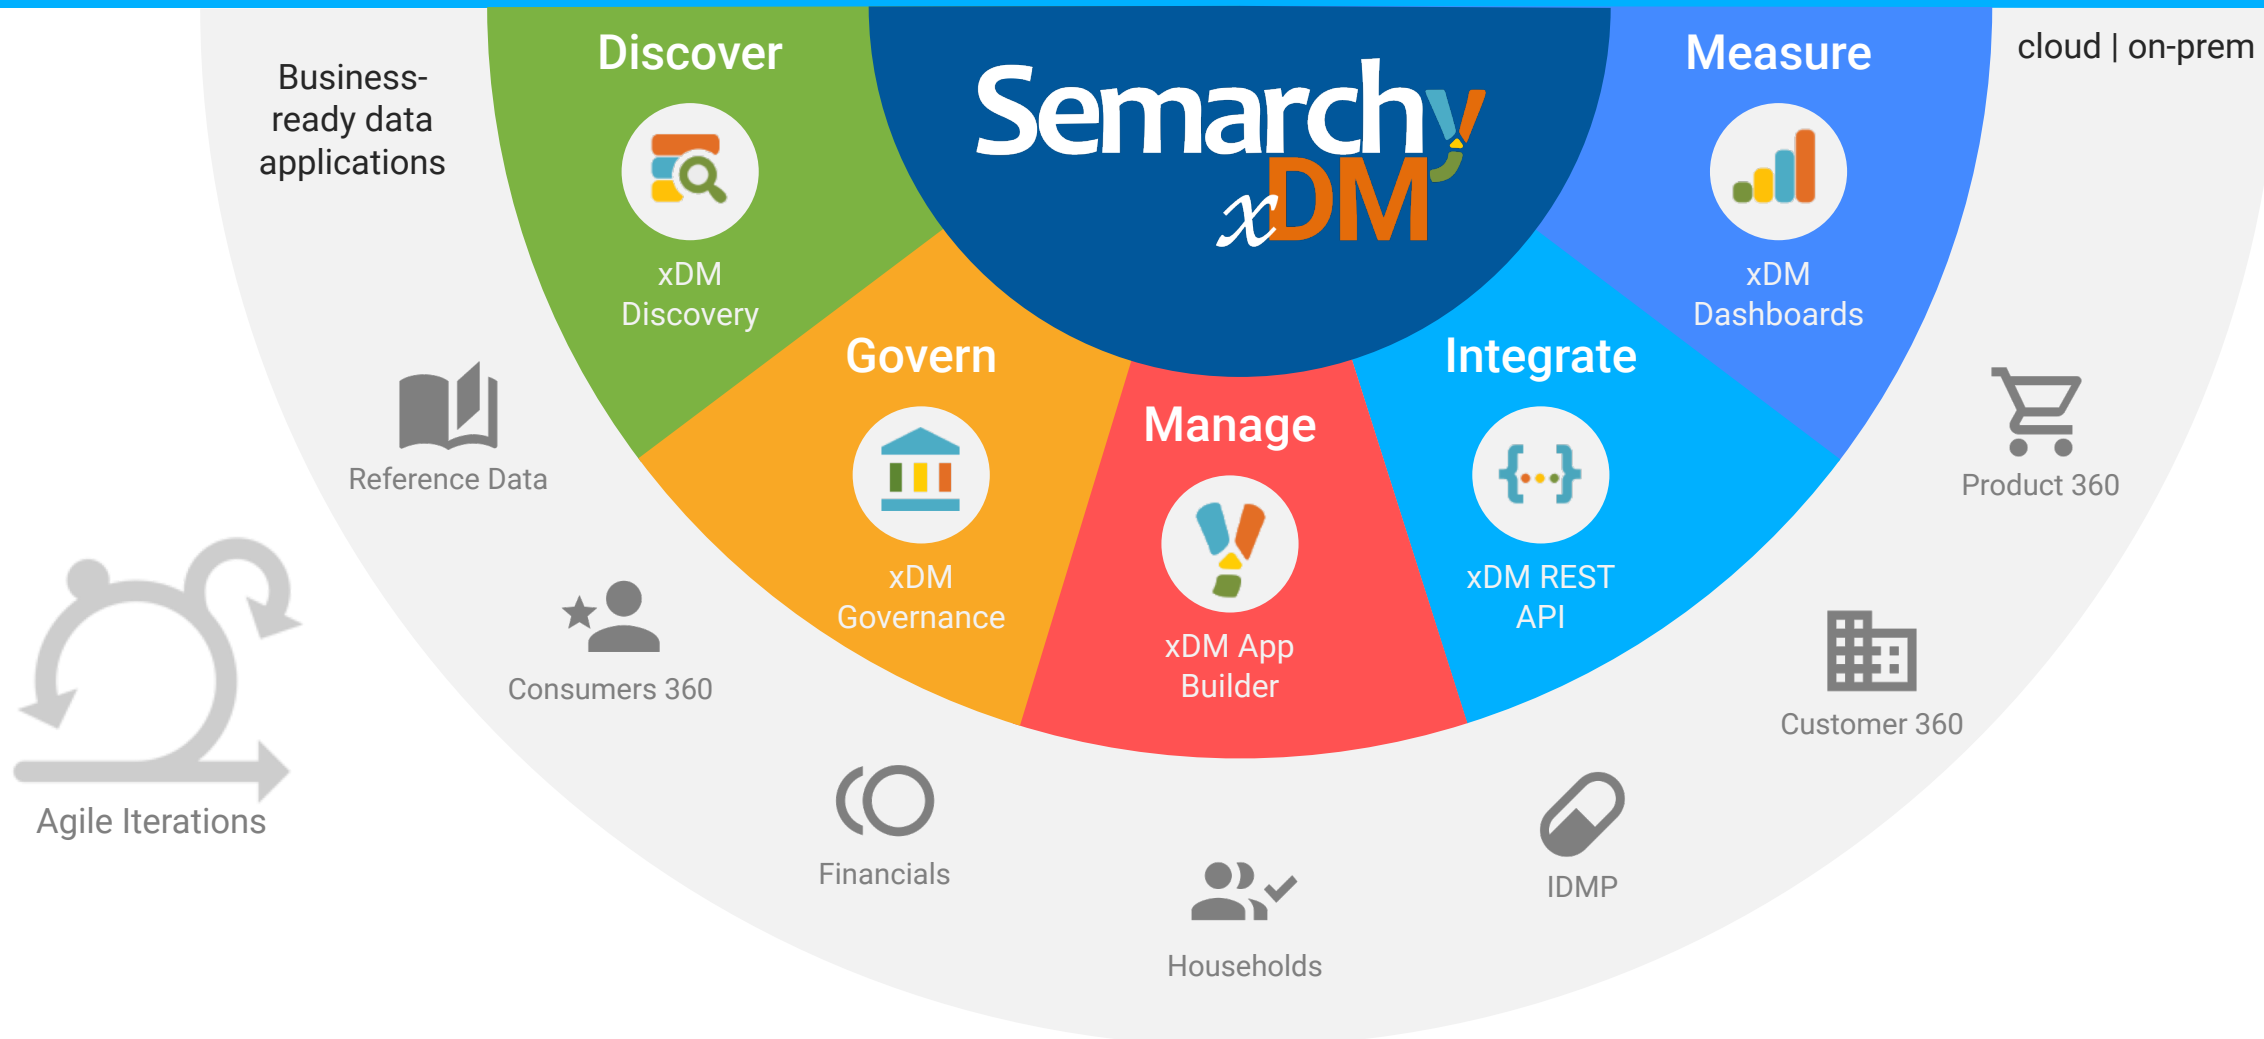 Business-
ready data
applications
Discover
xDM
Discovery
Semarchy
xDM
Measure
xDM
Dashboards
cloud | on-prem
Govern
xDM
Governance
Manage
xDM App
Builder
Integrate
xDM REST
API
Reference Data
Consumers 360
Financials
Households
IDMP
Customer 360
Product 360
Agile Iterations